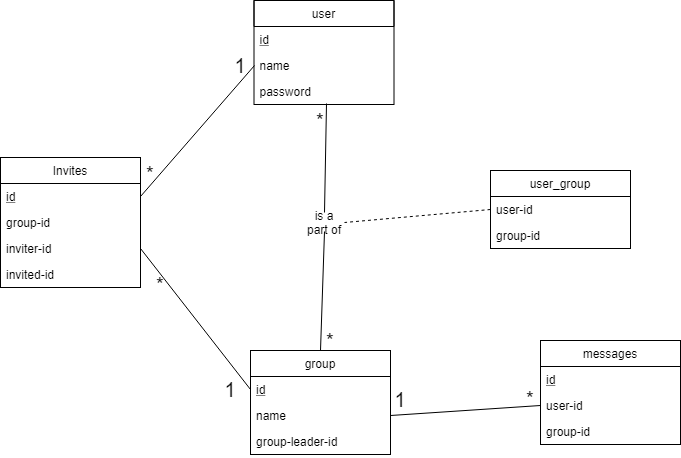 user
id
name
password
1
*
*
Invites
id
group-id
inviter-id
invited-id
*
is a
part of
user_group
user-id
group-id
*
group
id
name
group-leader-id
1
1
*
messages
id
user-id
group-id